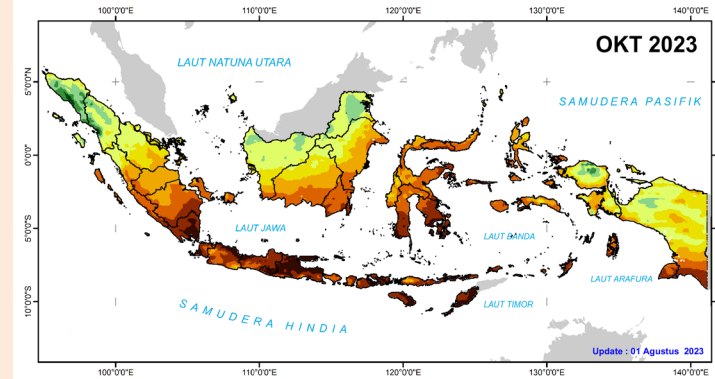 100°0'0"E 110°0'0"E 120°0'0"E 130°0'0"E 140°0'0"E
OKT 2023
LAUT NATUNA UTARA
5°0'0"N
SAMUDERA PASIFIK
0°0'0"
LAUT JAWA
LAUT BANDA
5°0'0"S
LAUT ARAFURA
10°0'0"S
SAMUDERA HINDIA
LAUT TIMOR
Update : 01 Agustus 2023
100°0'0"E 110°0'0"E 120°0'0"E 130°0'0"E 140°0'0"E